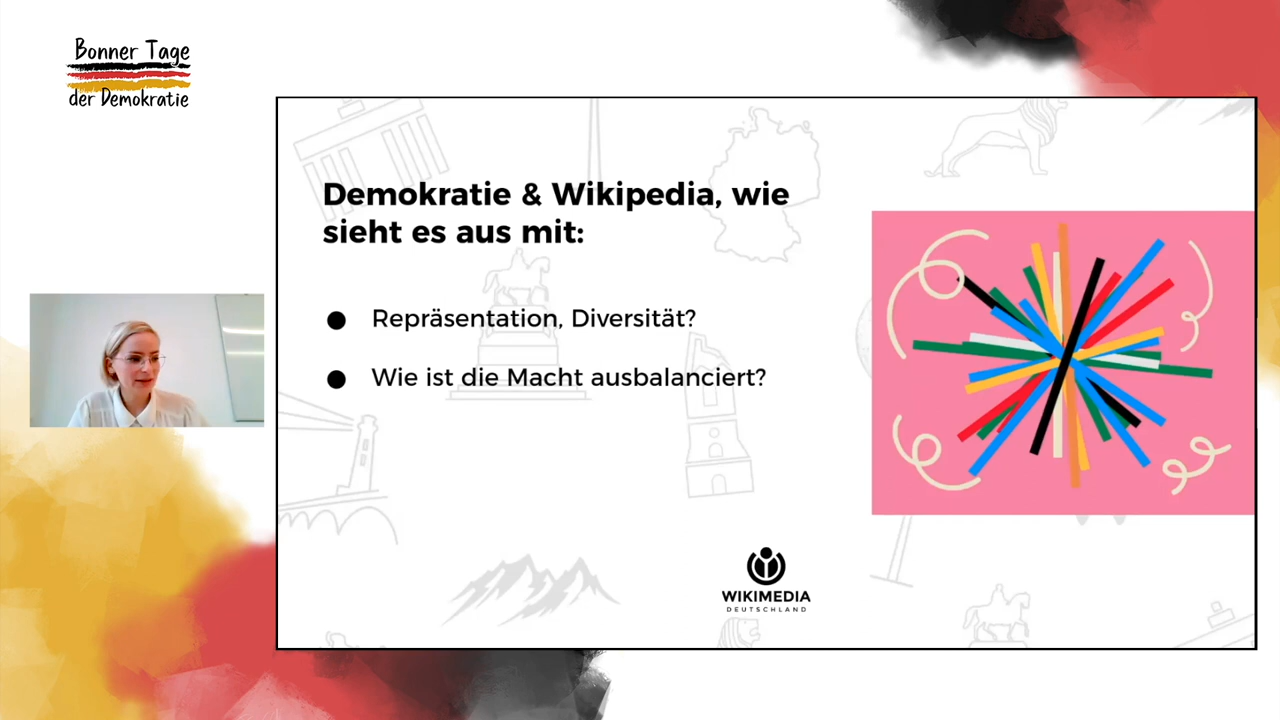 Bonner Tage
der Demokratie
Demokratie & Wikipedia, wie
sieht es aus mit:
● Repräsentation, Diversität?
● Wie ist die Macht ausbalanciert?
WIKIMEDIA
DEUTSCHLAND